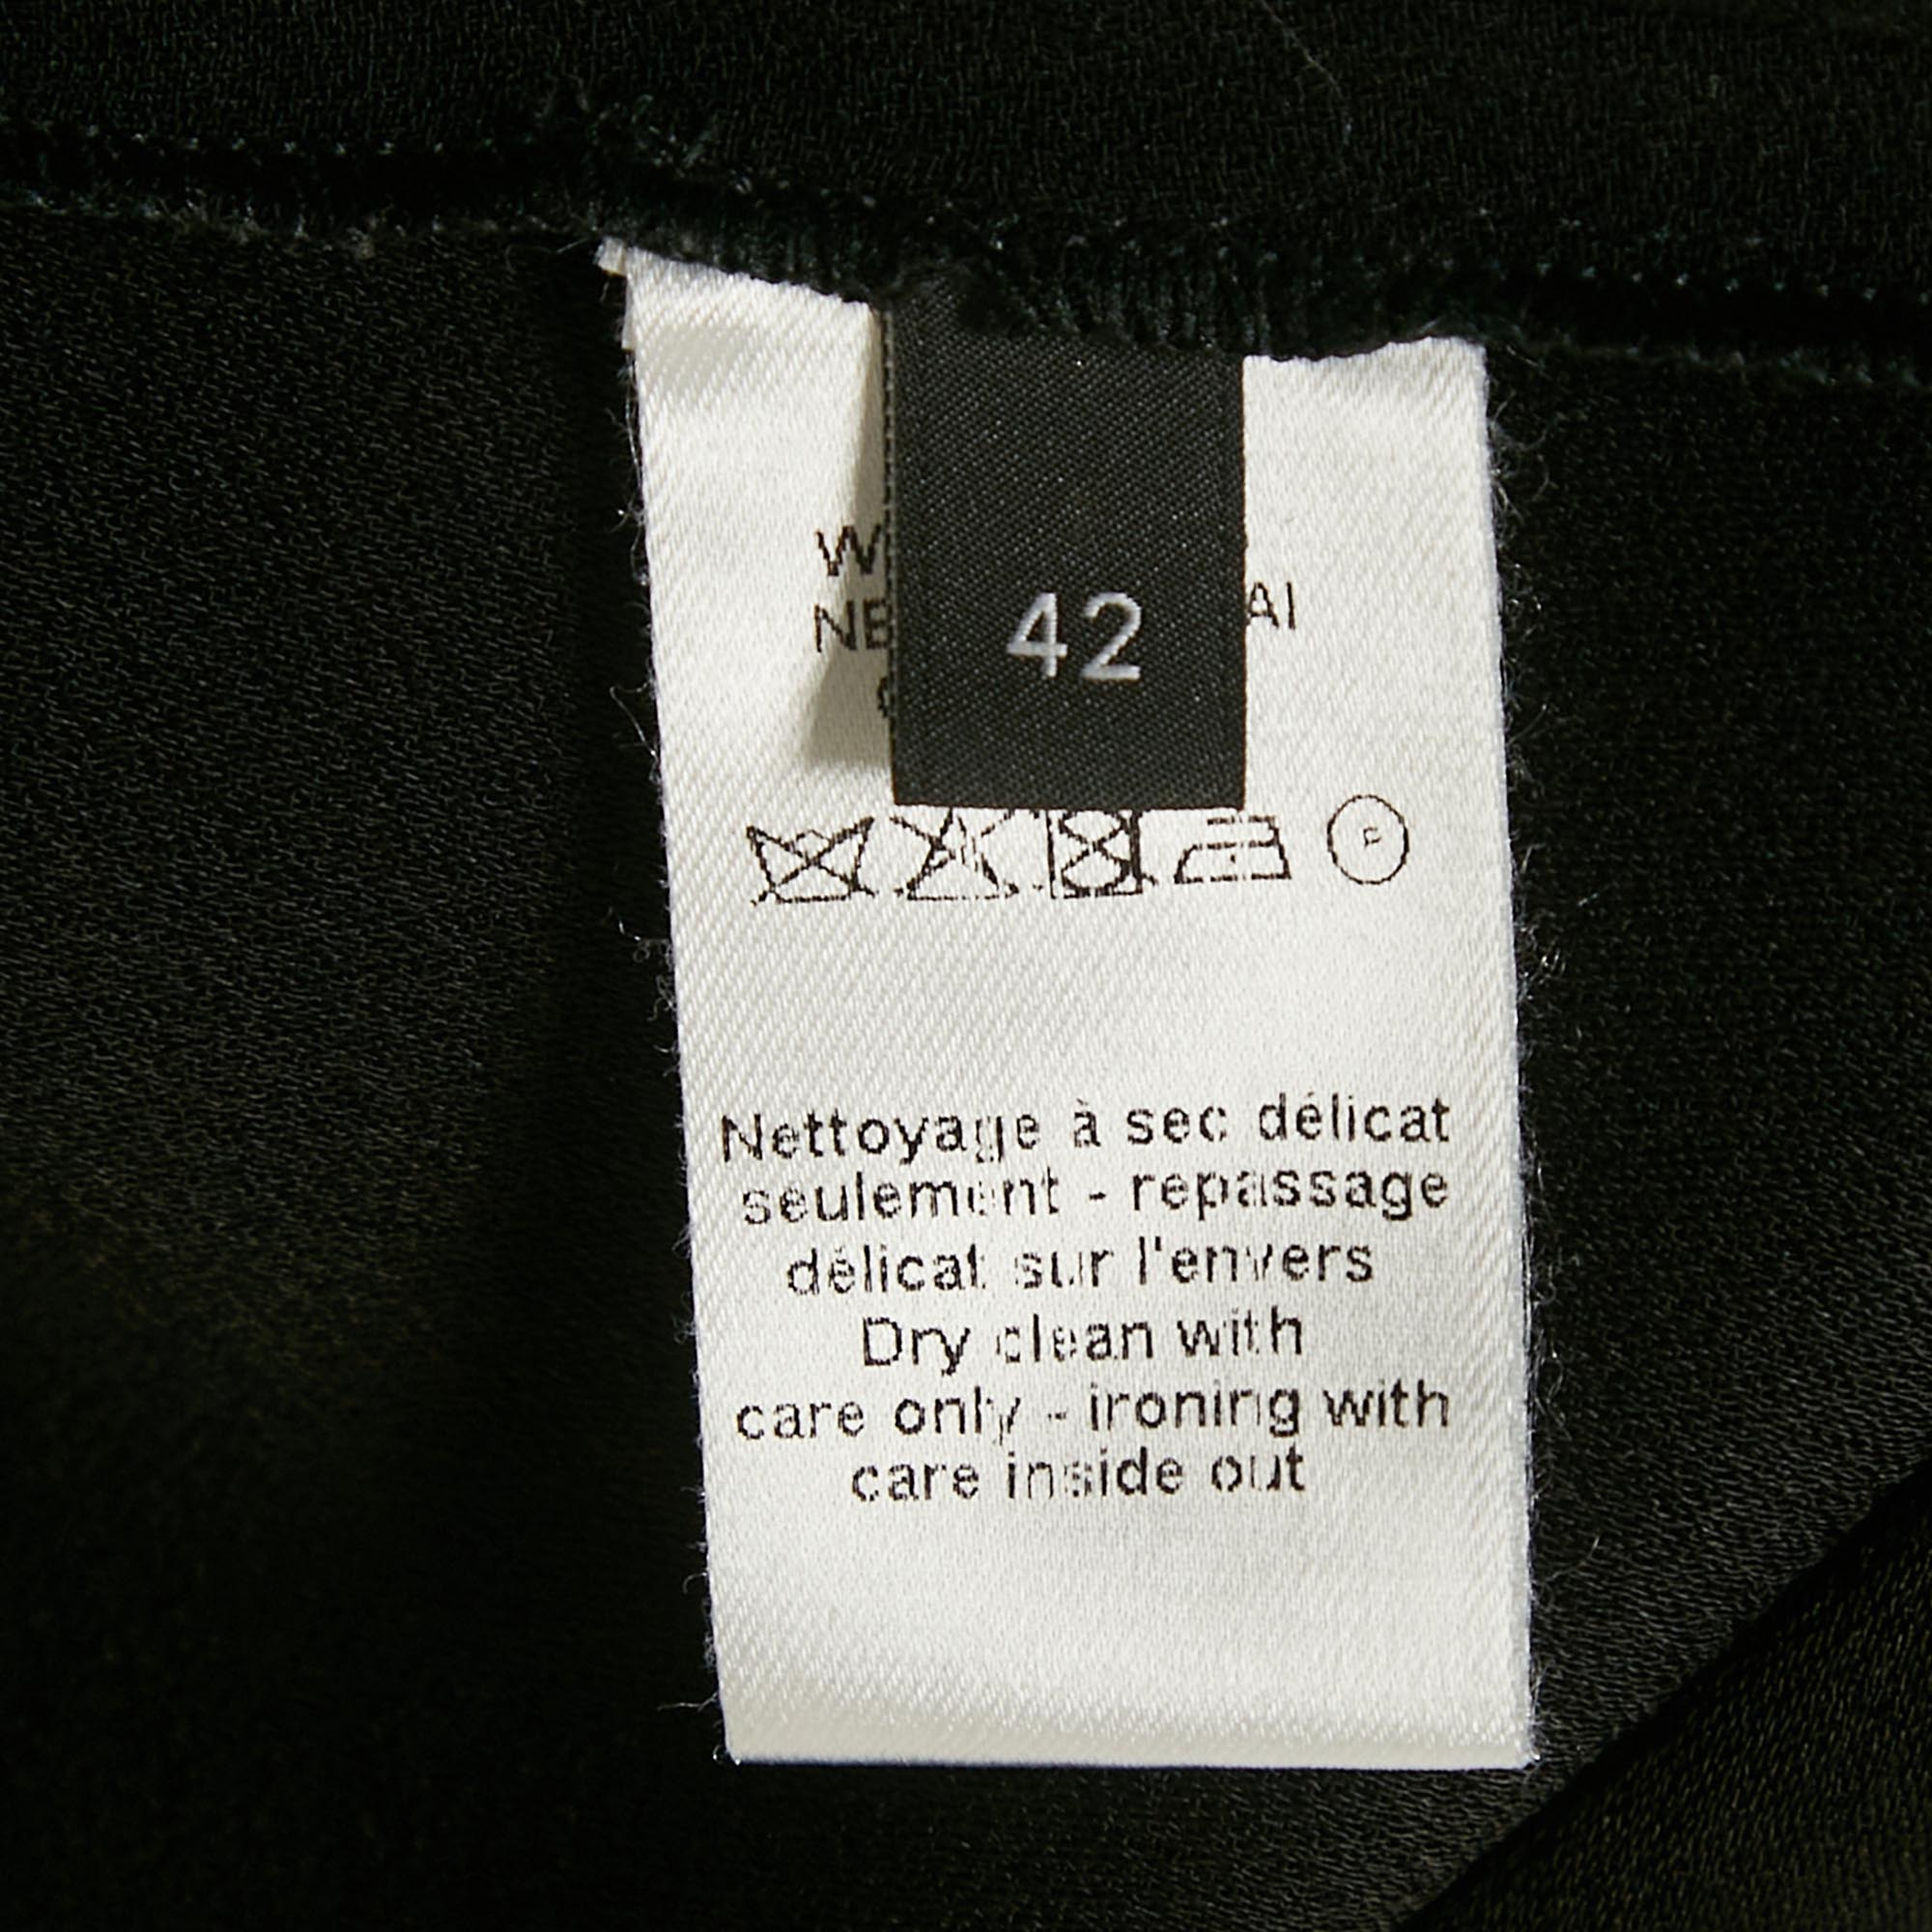 42
Nettoyage à sec délicat
seulement - repassage
délicat sur l'envers
Dry clean with
care only - ironing with
care inside out